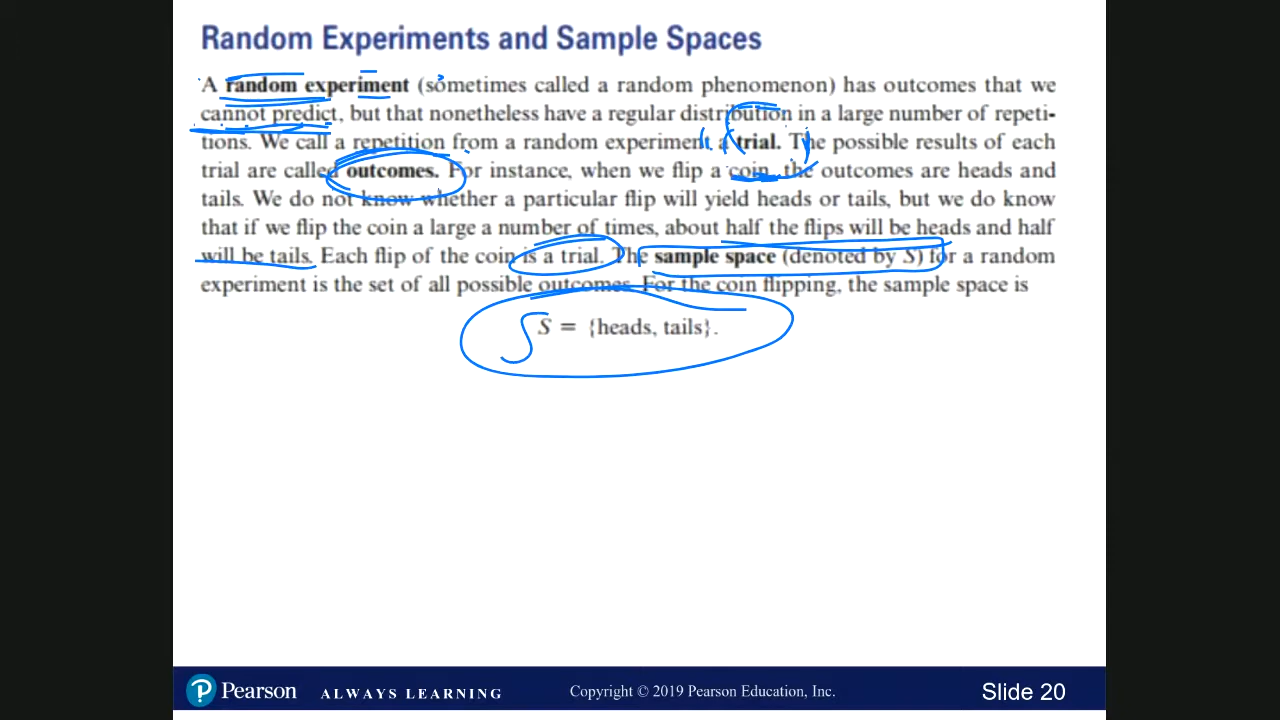 Random Experiments and Sample Spaces
A random experiment (sometimes called a random phenomenon) has outcomes that we
cannot predict, but that nonetheless have a regular distribution in a large number of repeti-
tions. We call a repetition from a random experiment a trial. The possible results of each
trial are called outcomes. For instance, when we flip a coin, the outcomes are heads and
tails. We do not know whether a particular flip will yield heads or tails, but we do know
that if we flip the coin a large a number of times, about half the flips will be heads and half
will be tails. Each flip of the coin is a trial. The sample space (denoted by S) for a random
experiment is the set of all possible outcomes. For the coin flipping, the sample space is
S = {heads, tails}.
Pearson ALWAYS LEARNING Copyright © 2019 Pearson Education, Inc. Slide 20